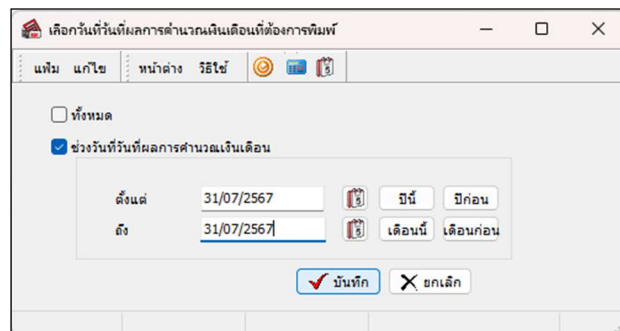 เลือกวันที่วันที่ผลการคำนวณเงินเดือนที่ต้องการพิมพ์
แฟ้ม แก้ไข หน้าต่าง วิธีใช้
ทั้งหมด
ช่วงวันที่วันที่ผลการคำนวณเงินเดือน
ตั้งแต่ 31/07/2567 ปีนี้ ปีก่อน
ถึง 31/07/2567 เดือนนี้ เดือนก่อน
บันทึก ยกเลิก